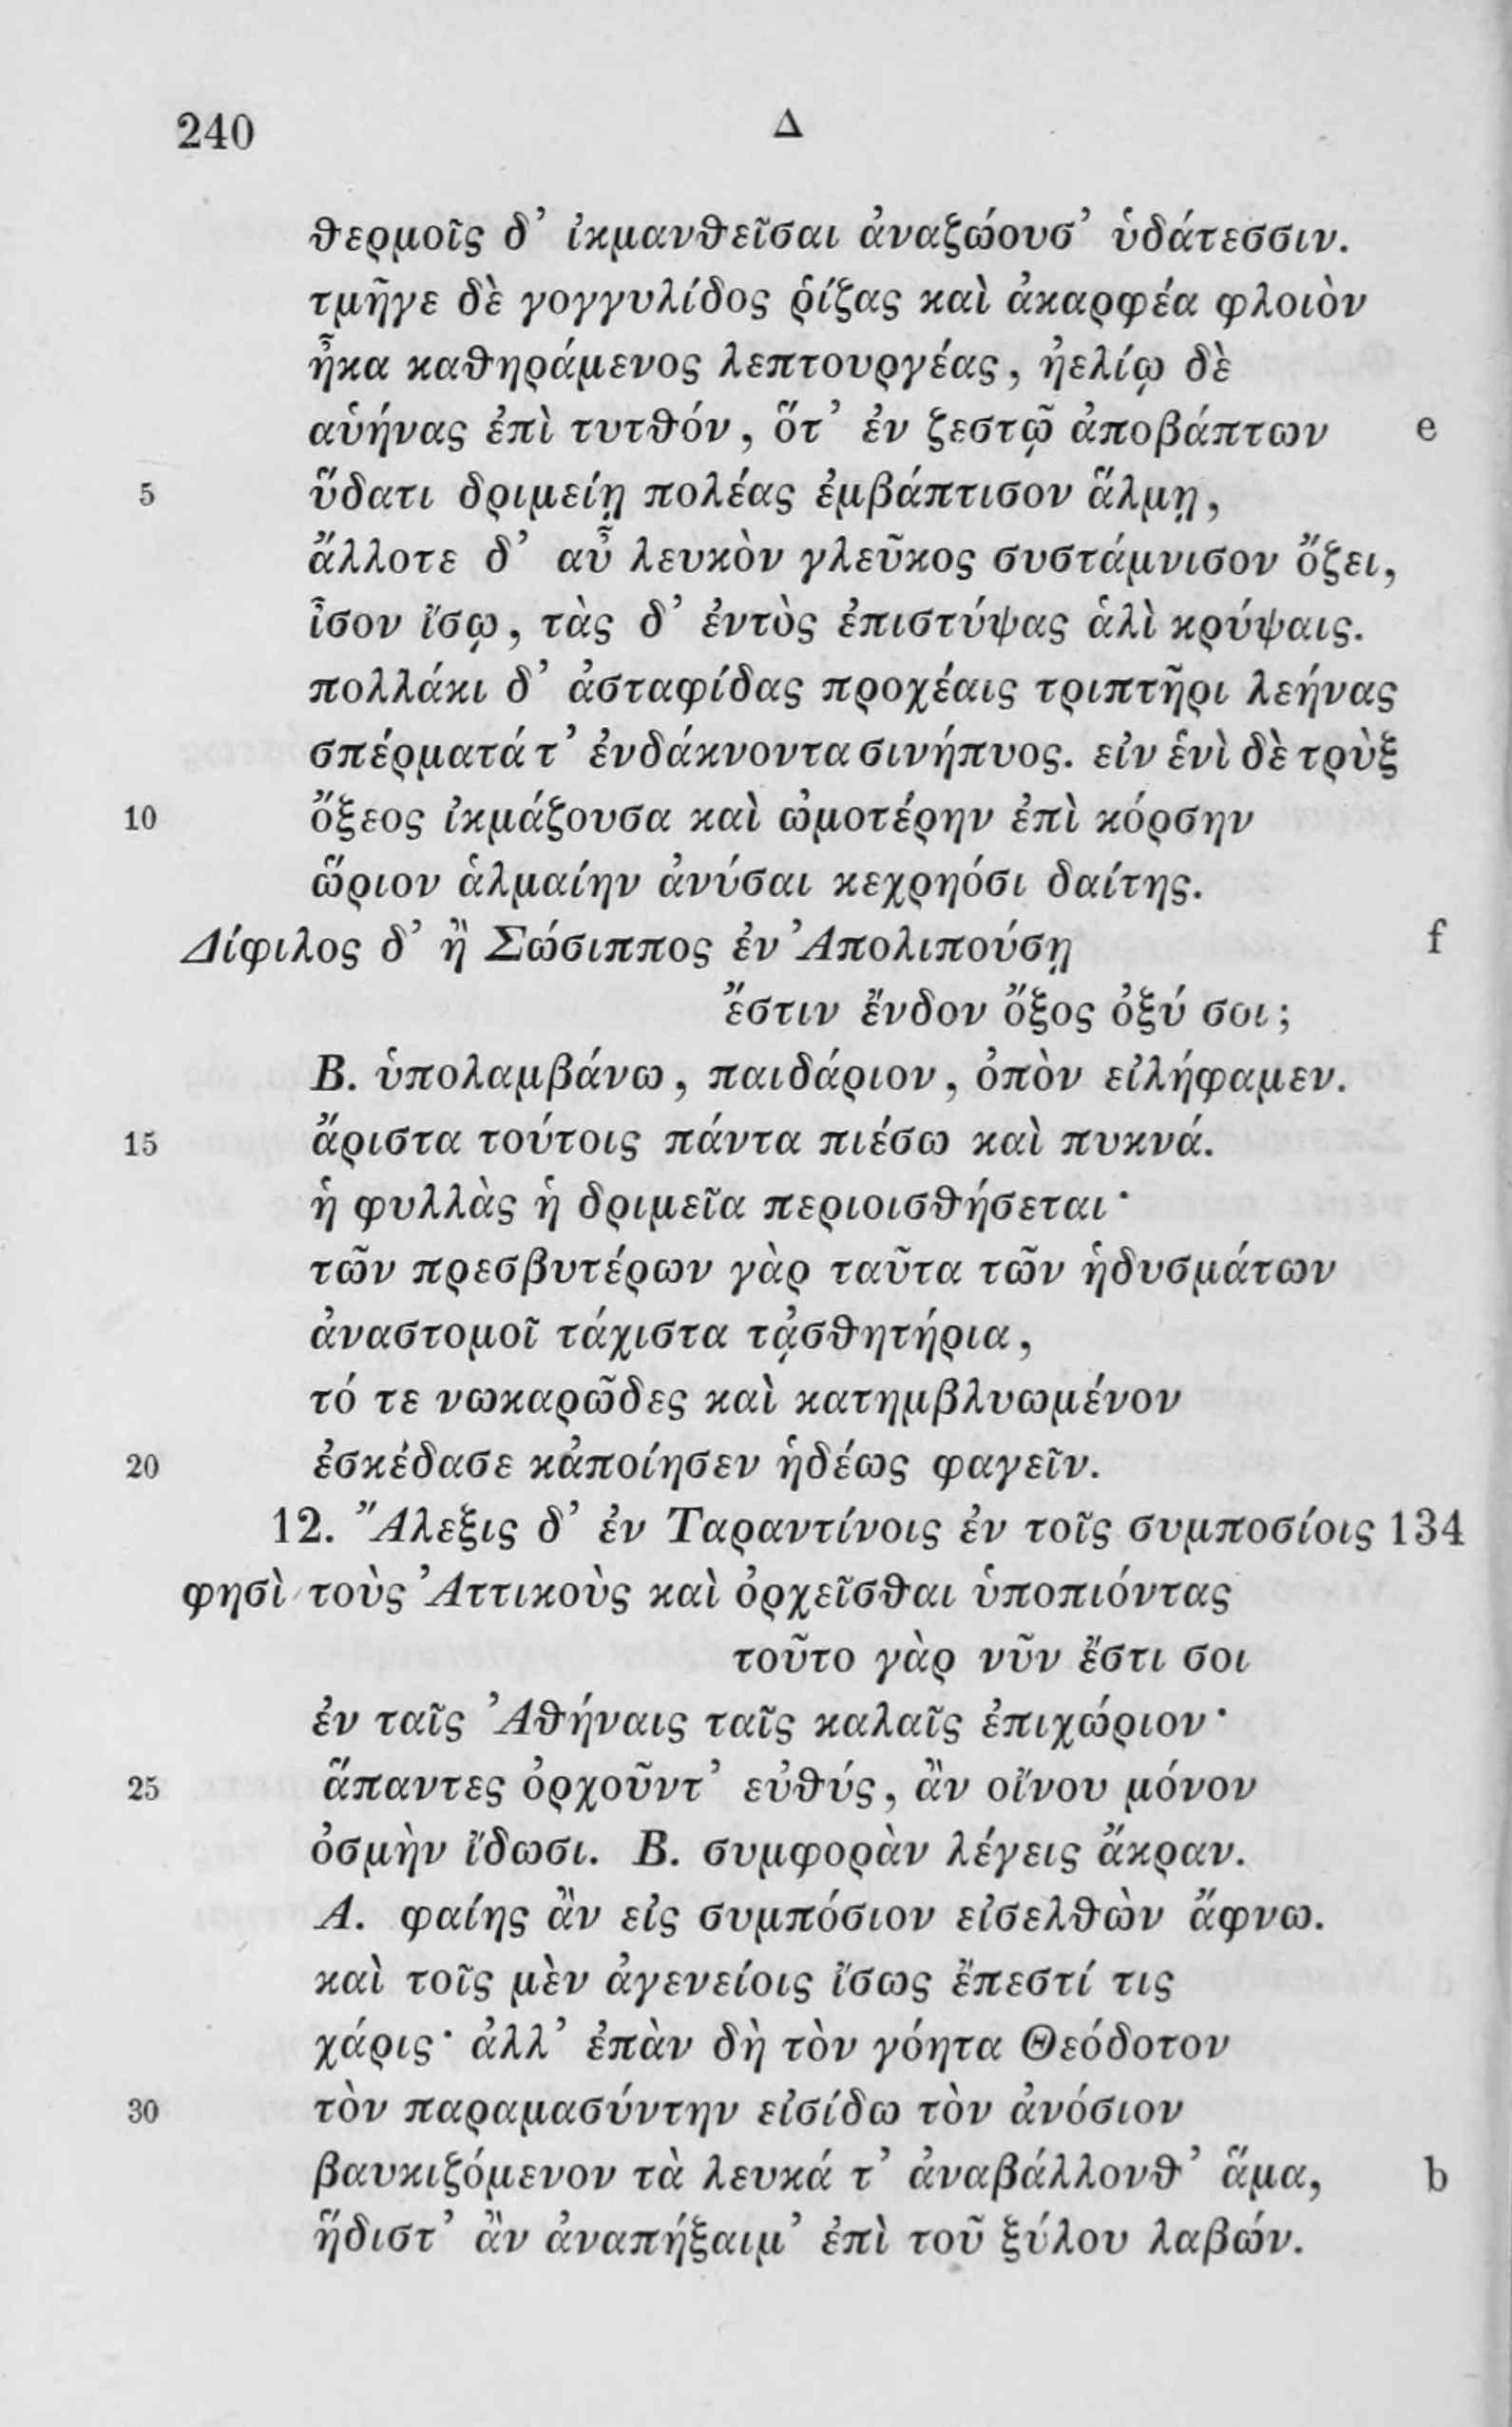 240 Δ
θερμοῖς δ’ ἰκμανθεῖσαι ἀναζώουσ’ ὑδάτεσσιν.
τμῆγε δὲ γογγυλίδος ῥίζας καὶ ἀκαρφέα φλοιὸν
ἦκα καθηράμενος λεπτουργέας, ἠελίῳ δὲ
αὑήνας ἐπὶ τυτθόν, ὅτ’ ἐν ζεστῷ ἀποβάπτων e
5 ὕδατι δριμείῃ πολέας ἐμβάπτισον ἅλμῃ,
ἄλλοτε δ’ αὖ λευκὸν γλεῦκος συστάμνισον ὄξει,
ἶσον ἴσῳ, τὰς δ’ ἐντὸς ἐπιστύψας ἁλὶ κρύψαις.
πολλάκι δ’ ἀσταφίδας προχέαις τριπτῆρι λεήνας
σπέρματά τ’ ἐνδάκνοντα σινήπυος. εἰν ἑνὶ δὲ τρὺξ
10 ὄξεος ἰκμάζουσα καὶ ὠμοτέρην ἐπὶ κόρσην
ὥριον ἁλμαίην ἀνύσαι κεχρηόσι δαίτης.
Δίφιλος δ’ ἢ Σώσιππος ἐν Ἀπολιπούσῃ f
ἔστιν ἔνδον ὄξος ὀξύ σοι;
Β. ὑπολαμβάνω, παιδάριον, ὀπὸν εἰλήφαμεν.
15 ἄριστα τούτοις πάντα πιέσω καὶ πυκνά.
ἡ φυλλὰς ἡ δριμεῖα περιοισθήσεται·
τῶν πρεσβυτέρων γὰρ ταῦτα τῶν ἡδυσμάτων
ἀναστομοῖ τάχιστα τᾀσθητήρια,
τό τε νωκαρῶδες καὶ κατημβλυωμένον
20 ἐσκέδασε κἀποίησεν ἡδέως φαγεῖν.
12. Ἄλεξις δ’ ἐν Ταραντίνοις ἐν τοῖς συμποσίοις 134
φησὶ τοὺς Ἀττικοὺς καὶ ὀρχεῖσθαι ὑποπιόντας
τοῦτο γὰρ νῦν ἔστι σοι
ἐν ταῖς Ἀθήναις ταῖς καλαῖς ἐπιχώριον·
25 ἅπαντες ὀρχοῦντ’ εὐθύς, ἂν οἴνου μόνον
ὀσμὴν ἴδωσι. Β. συμφορὰν λέγεις ἄκραν.
Α. φαίης ἂν εἰς συμπόσιον εἰσελθὼν ἄφνω.
καὶ τοῖς μὲν ἀγενείοις ἴσως ἔπεστί τις
χάρις· ἀλλ’ ἐπὰν δὴ τὸν γόητα Θεόδοτον
30 τὸν παραμασύντην εἰσίδω τὸν ἀνόσιον
βαυκιζόμενον τὰ λευκά τ’ ἀναβάλλονθ’ ἅμα, b
ἥδιστ’ ἂν ἀναπήξαιμ’ ἐπὶ τοῦ ξύλου λαβών.